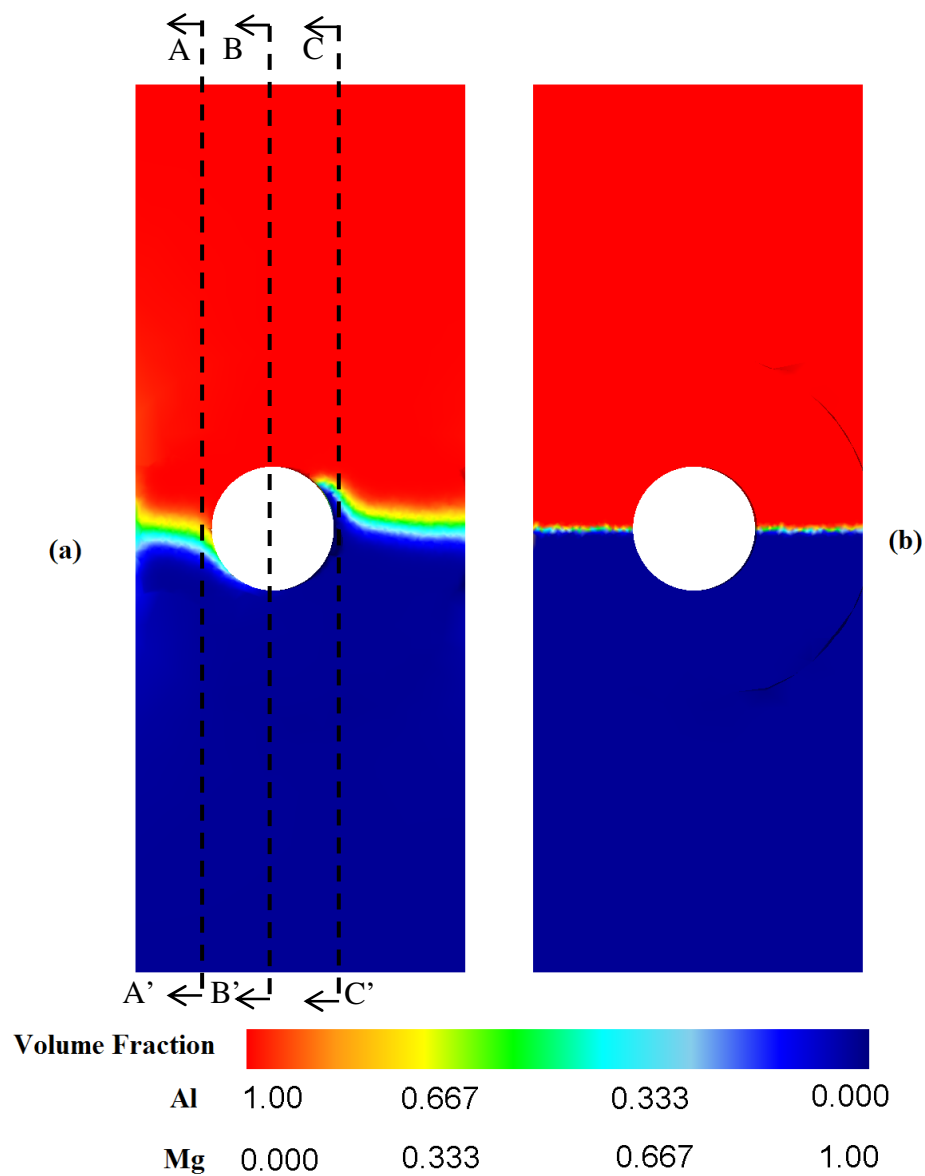 A B C
(a) (b)
A’ B’ C’
Volume Fraction
Al 1.00 0.667 0.333 0.000
Mg 0.000 0.333 0.667 1.00